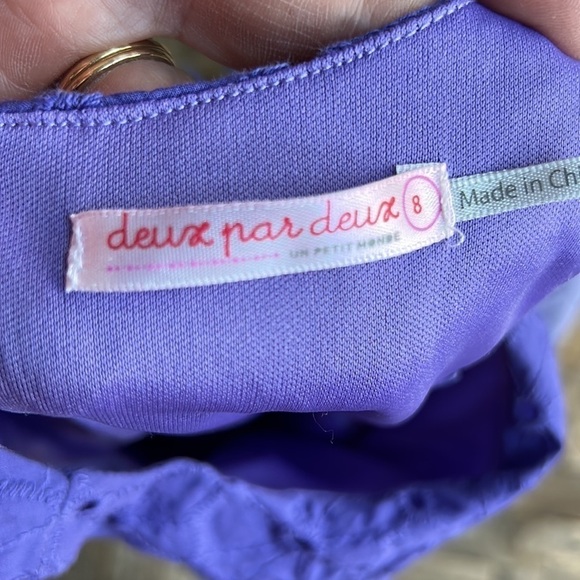 deux par deux 8
UN PETIT MONDE
Made in Chi